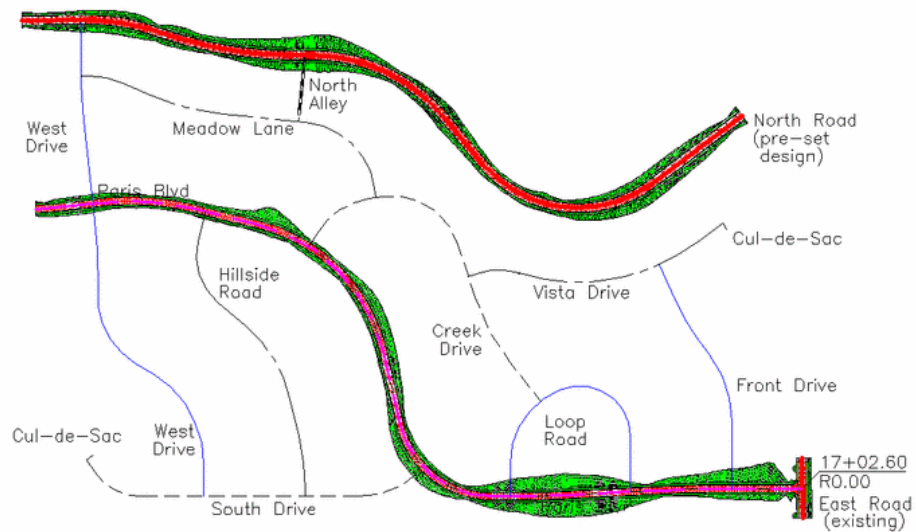 North
Alley
West
Drive
Meadow Lane
North Road
(pre-set
design)
Paris Blvd
Cul-de-Sac
Hillside
Road
Vista Drive
Creek
Drive
Front Drive
Loop
Road
Cul-de-Sac
West
Drive
South Drive
17+02.60
R0.00
East Road
(existing)